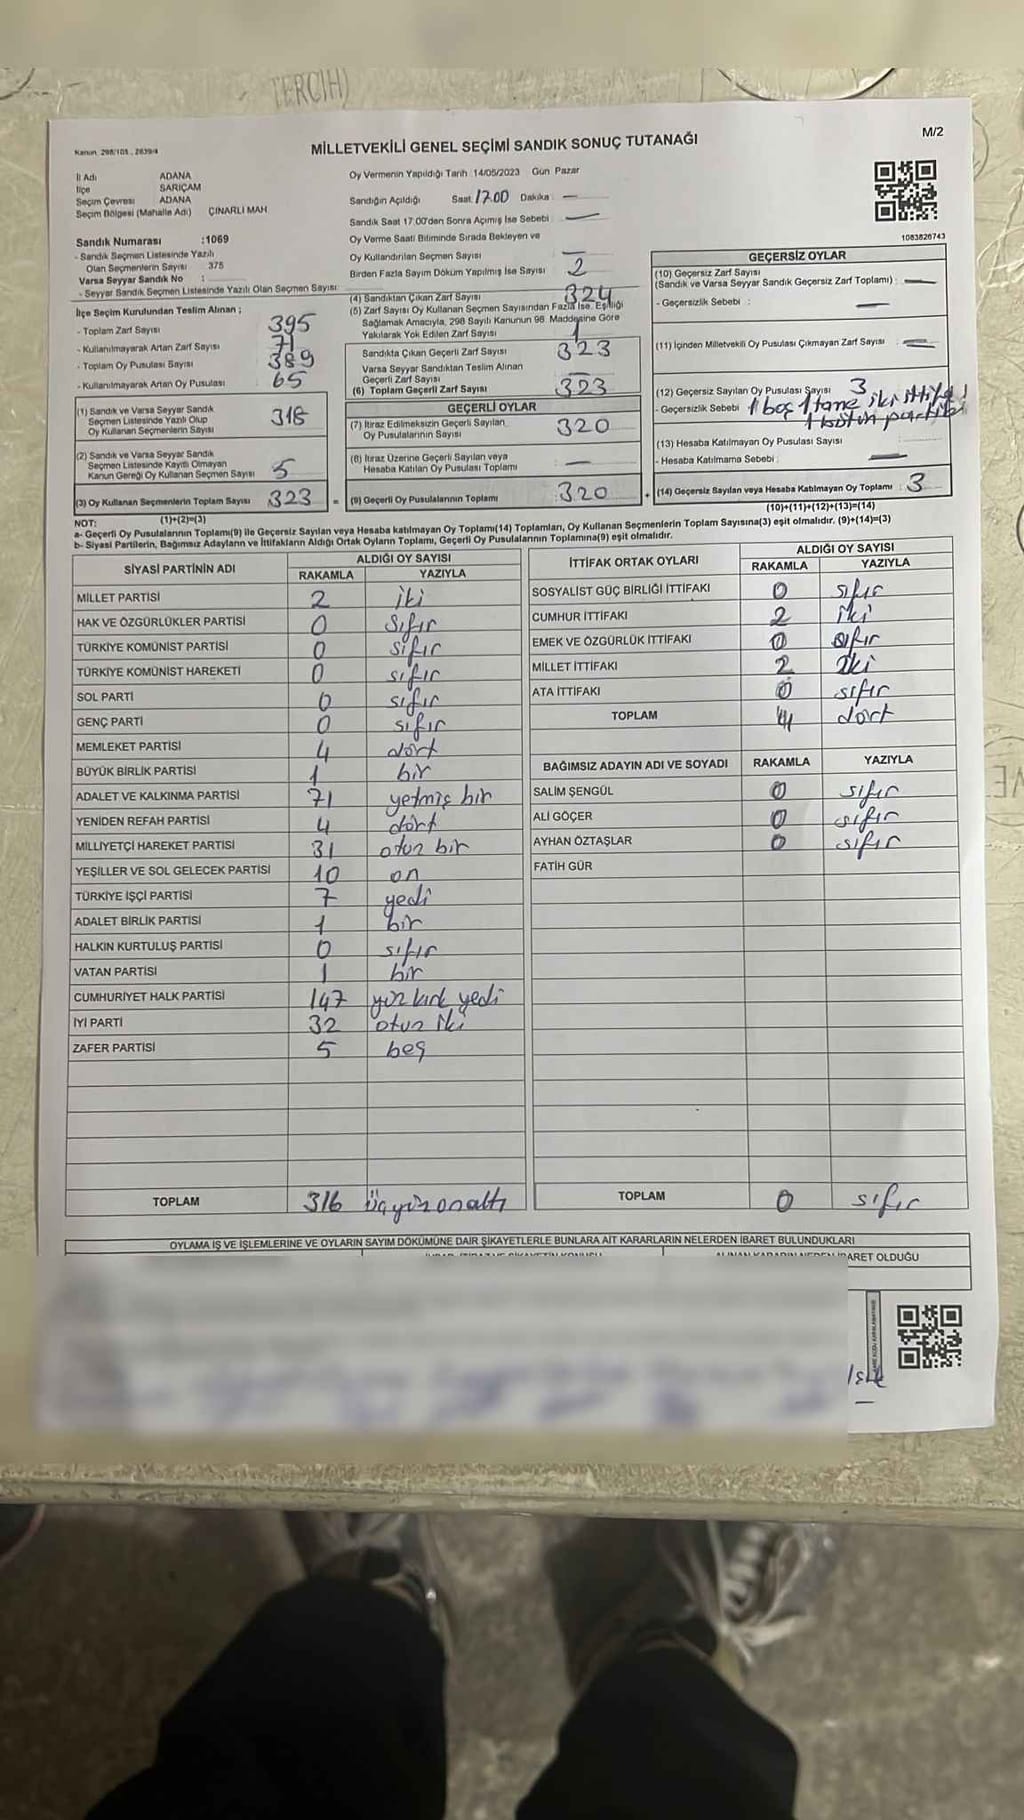 TERCİH)
MİLLETVEKİLİ GENEL SEÇİMİ SANDIK SONUÇ TUTANAĞI
M/2
Kanun, 298/105 , 2839/4
İl Adı ADANA
İlçe SARIÇAM
Seçim Çevresi ADANA
Seçim Bölgesi (Mahalle Adı) ÇINARLI MAH
Sandık Numarası :1069
- Sandık Seçmen Listesinde Yazılı
Olan Seçmenlerin Sayısı 375
Varsa Seyyar Sandık No :
- Seyyar Sandık Seçmen Listesinde Yazılı Olan Seçmen Sayısı:
Oy Vermenin Yapıldığı Tarih 14/05/2023 Gün Pazar
Sandığın Açıldığı Saat: 17.00 Dakika : —
Sandık Saat 17:00'den Sonra Açımış İse Sebebi : —
Oy Verme Saati Bitiminde Sırada Bekleyen ve
Oy Kullandırılan Seçmen Sayısı —
Birden Fazla Sayım Döküm Yapılmış İse Sayısı 2
1083826743
İlçe Seçim Kurulundan Teslim Alınan ;
- Toplam Zarf Sayısı 395
- Kullanılmayarak Artan Zarf Sayısı 71
- Toplam Oy Pusulası Sayısı 389
- Kullanılmayarak Artan Oy Pusulası 65
(1) Sandık ve Varsa Seyyar Sandık
Seçmen Listesinde Yazılı Olup
Oy Kullanan Seçmenlerin Sayısı 318
(2) Sandık ve Varsa Seyyar Sandık
Seçmen Listesinde Kayıtlı Olmayan
Kanun Gereği Oy Kullanan Seçmen Sayısı 5
(3) Oy Kullanan Seçmenlerin Toplam Sayısı 323 =
(1)+(2)=(3)
(4) Sandıktan Çıkan Zarf Sayısı 324
(5) Zarf Sayısı Oy Kullanan Seçmen Sayısından Fazla İse, Eşitliği
Sağlamak Amacıyla, 298 Sayılı Kanunun 98. Maddesine Göre
Yakılarak Yok Edilen Zarf Sayısı 1
Sandıkta Çıkan Geçerli Zarf Sayısı 323
Varsa Seyyar Sandıktan Teslim Alınan
Geçerli Zarf Sayısı —
(6) Toplam Geçerli Zarf Sayısı 323
GEÇERLİ OYLAR
(7) İtiraz Edilmeksizin Geçerli Sayılan
Oy Pusulalarının Sayısı 320
(8) İtiraz Üzerine Geçerli Sayılan veya
Hesaba Katılan Oy Pusulası Toplamı —
(9) Geçerli Oy Pusulalarının Toplamı : 320 +
GEÇERSİZ OYLAR
(10) Geçersiz Zarf Sayısı
(Sandık ve Varsa Seyyar Sandık Geçersiz Zarf Toplamı) : —
- Geçersizlik Sebebi : —
(11) İçinden Milletvekili Oy Pusulası Çıkmayan Zarf Sayısı : —
(12) Geçersiz Sayılan Oy Pusulası Sayısı 3
- Geçersizlik Sebebi 1 boş 1 tane iki ittifa
1 bütün partibi
(13) Hesaba Katılmayan Oy Pusulası Sayısı
- Hesaba Katılmama Sebebi : —
(14) Geçersiz Sayılan veya Hesaba Katılmayan Oy Toplamı : 3
(10)+(11)+(12)+(13)=(14)
NOT:
a- Geçerli Oy Pusulalarının Toplamı(9) ile Geçersiz Sayılan veya Hesaba katılmayan Oy Toplamı(14) Toplamları, Oy Kullanan Seçmenlerin Toplam Sayısına(3) eşit olmalıdır. (9)+(14)=(3)
b- Siyasi Partilerin, Bağımsız Adayların ve İttifakların Aldığı Ortak Oyların Toplamı, Geçerli Oy Pusulalarının Toplamına(9) eşit olmalıdır.
SİYASİ PARTİNİN ADI ALDIĞI OY SAYISI
RAKAMLA YAZIYLA
MİLLET PARTİSİ 2 iki
HAK VE ÖZGÜRLÜKLER PARTİSİ 0 sıfır
TÜRKİYE KOMÜNİST PARTİSİ 0 sıfır
TÜRKİYE KOMÜNİST HAREKETİ 0 sıfır
SOL PARTİ 0 sıfır
GENÇ PARTİ 0 sıfır
MEMLEKET PARTİSİ 4 dört
BÜYÜK BİRLİK PARTİSİ 1 bir
ADALET VE KALKINMA PARTİSİ 71 yetmiş bir
YENİDEN REFAH PARTİSİ 4 dört
MİLLİYETÇİ HAREKET PARTİSİ 31 otuz bir
YEŞİLLER VE SOL GELECEK PARTİSİ 10 on
TÜRKİYE İŞÇİ PARTİSİ 7 yedi
ADALET BİRLİK PARTİSİ 1 bir
HALKIN KURTULUŞ PARTİSİ 0 sıfır
VATAN PARTİSİ 1 bir
CUMHURİYET HALK PARTİSİ 147 yüz kırk yedi
İYİ PARTİ 32 otuz iki
ZAFER PARTİSİ 5 beş
TOPLAM 316 üçyüz onaltı
İTTİFAK ORTAK OYLARI ALDIĞI OY SAYISI
RAKAMLA YAZIYLA
SOSYALİST GÜÇ BİRLİĞİ İTTİFAKI 0 sıfır
CUMHUR İTTİFAKI 2 iki
EMEK VE ÖZGÜRLÜK İTTİFAKI 0 sıfır
MİLLET İTTİFAKI 2 iki
ATA İTTİFAKI 0 sıfır
TOPLAM 4 dört
BAĞIMSIZ ADAYIN ADI VE SOYADI RAKAMLA YAZIYLA
SALİM ŞENGÜL 0 sıfır
ALİ GÖÇER 0 sıfır
AYHAN ÖZTAŞLAR 0 sıfır
FATİH GÜR
TOPLAM 0 sıfır
OYLAMA İŞ VE İŞLEMLERİNE VE OYLARIN SAYIM DÖKÜMÜNE DAİR ŞİKAYETLERLE BUNLARA AİT KARARLARIN NELERDEN İBARET BULUNDUKLARI
ALINAN KARARIN NEDEN İBARET OLDUĞU